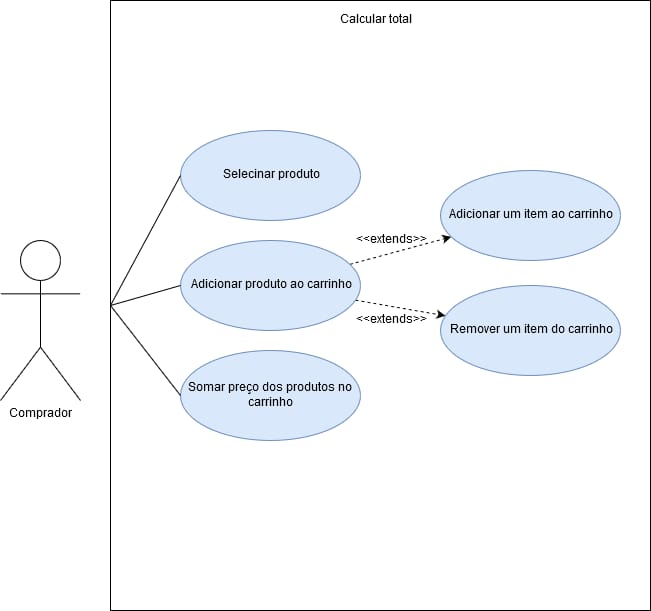 Calcular total
Selecinar produto
Adicionar um item ao carrinho
<<extends>>
Adicionar produto ao carrinho
<<extends>>
Remover um item do carrinho
Somar preço dos produtos no
carrinho
Comprador